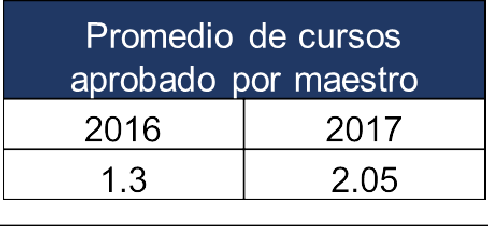 Promedio de cursos
aprobado por maestro
2016 2017
1.3 2.05